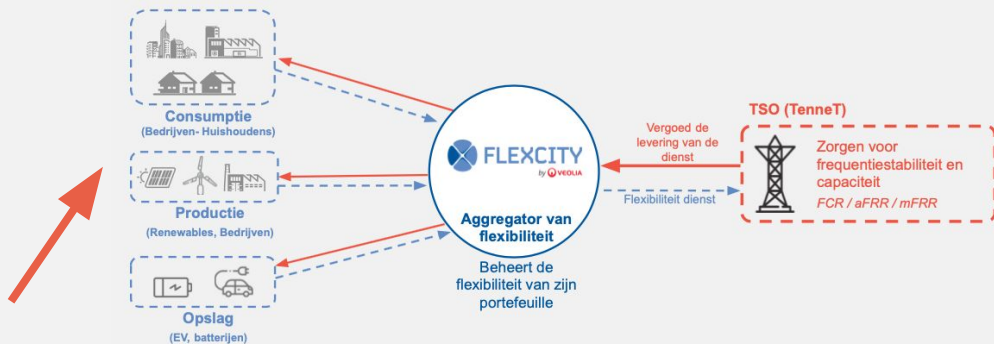 Consumptie
(Bedrijven- Huishoudens)
Productie
(Renewables, Bedrijven)
Opslag
(EV, batterijen)
FLEXCITY
by VEOLIA
Aggregator van
flexibiliteit
Beheert de
flexibiliteit van zijn
portefeuille
Vergoed de
levering van de
dienst
Flexibiliteit dienst
TSO (TenneT)
Zorgen voor
frequentiestabiliteit en
capaciteit
FCR / aFRR / mFRR